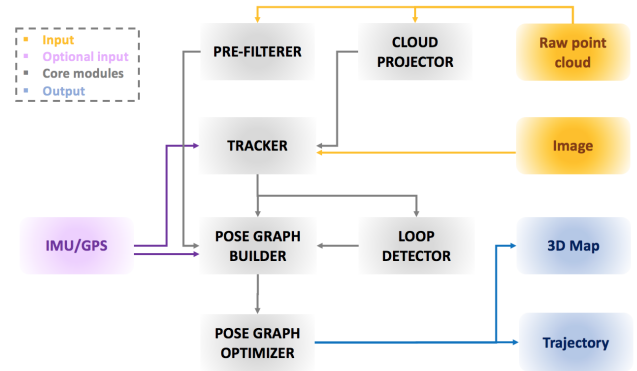 Input
Optional input
Core modules
Output
PRE-FILTERER
CLOUD
PROJECTOR
Raw point
cloud
TRACKER
Image
IMU/GPS
POSE GRAPH
BUILDER
LOOP
DETECTOR
3D Map
POSE GRAPH
OPTIMIZER
Trajectory